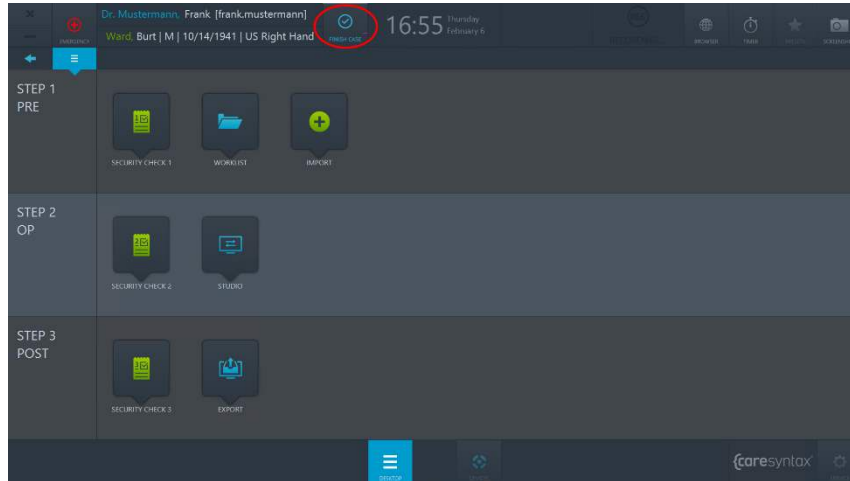 Dr. Mustermann, Frank [frank.mustermann]
Ward, Burt | M | 10/14/1941 | US Right Hand
EMERGENCY
FINISH CASE
16:55
Thursday
February 6
BROWSER
TIMER
STEP 1
PRE
SECURITY CHECK 1
WORKLIST
IMPORT
STEP 2
OP
SECURITY CHECK 2
STUDIO
STEP 3
POST
SECURITY CHECK 3
EXPORT
DESKTOP
{caresyntax